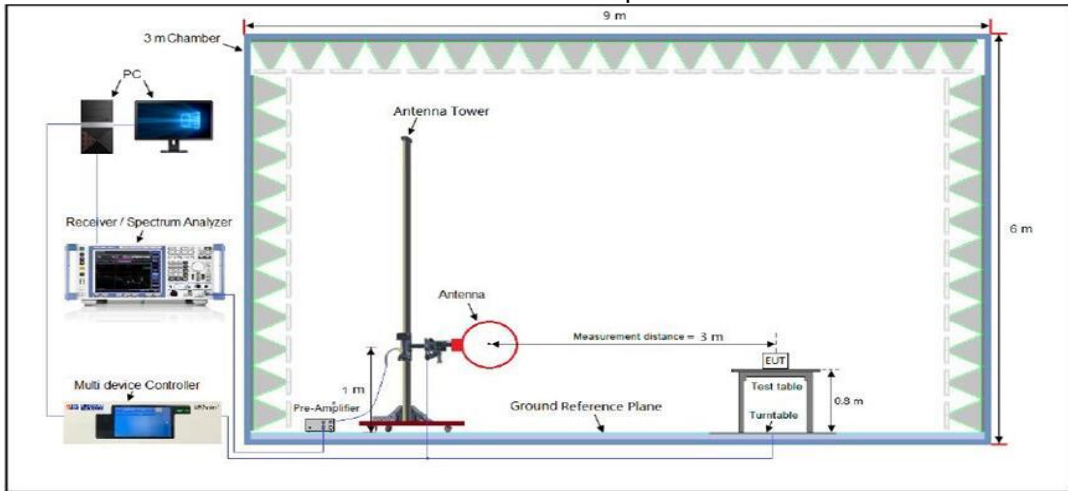 9 m
3 m Chamber
PC
Antenna Tower
Receiver / Spectrum Analyzer
6 m
Antenna
Measurement distance = 3 m
EUT
Multi device Controller
1 m
Test table
0.8 m
Pre-Amplifier
Ground Reference Plane
Turntable